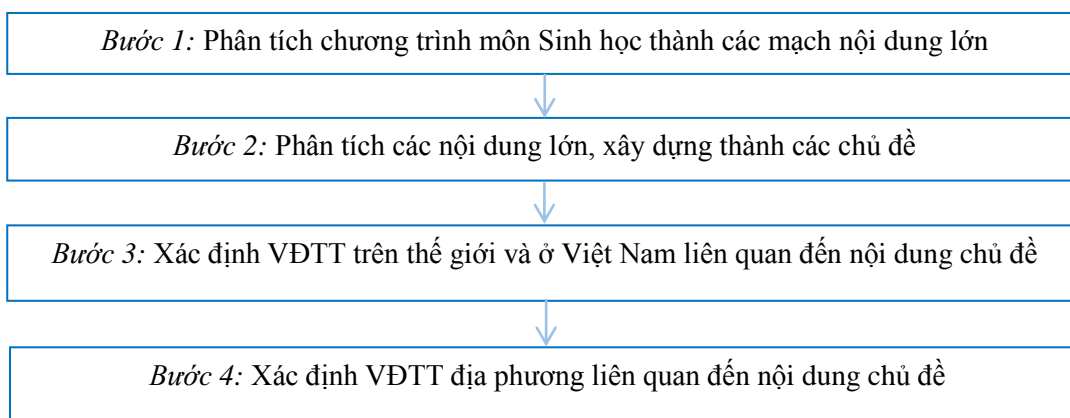 Bước 1: Phân tích chương trình môn Sinh học thành các mạch nội dung lớn
Bước 2: Phân tích các nội dung lớn, xây dựng thành các chủ đề
Bước 3: Xác định VĐTT trên thế giới và ở Việt Nam liên quan đến nội dung chủ đề
Bước 4: Xác định VĐTT địa phương liên quan đến nội dung chủ đề